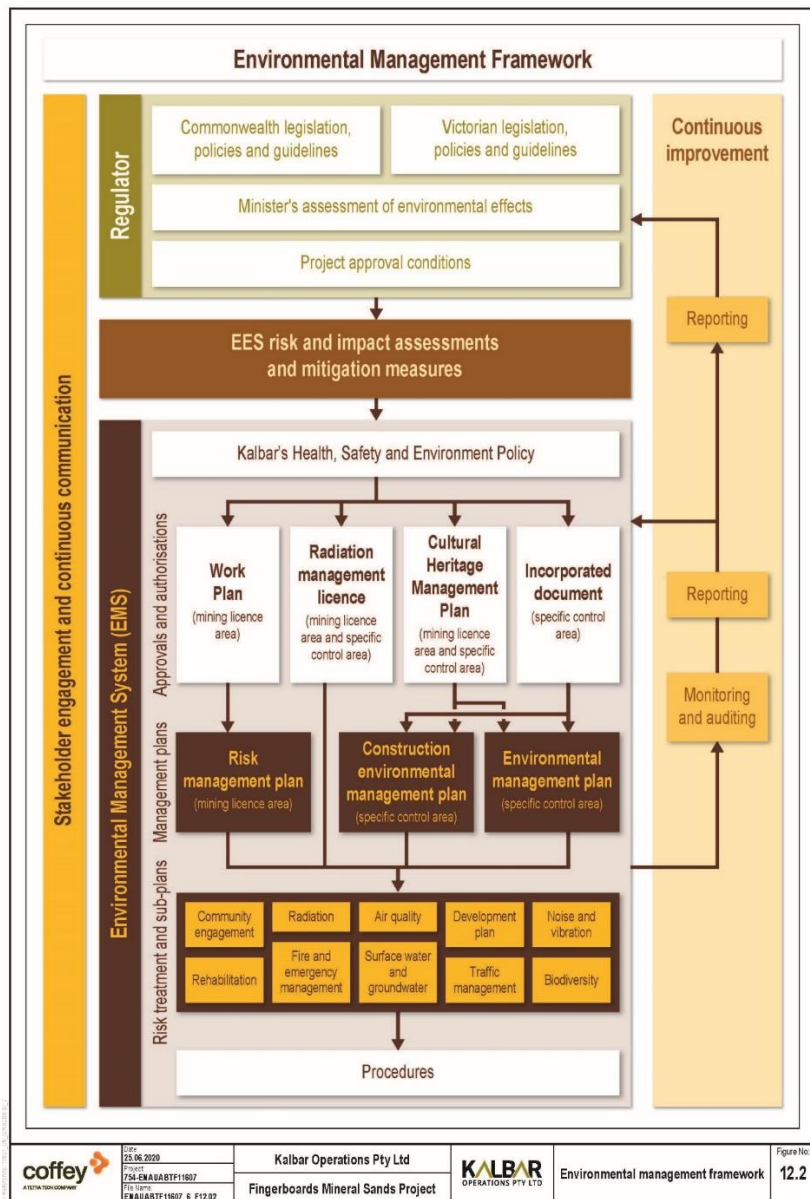 Environmental Management Framework
Stakeholder engagement and continuous communication
Regulator
Commonwealth legislation,
policies and guidelines
Victorian legislation,
policies and guidelines
Minister's assessment of environmental effects
Project approval conditions
Continuous
improvement
Reporting
EES risk and impact assessments
and mitigation measures
Environmental Management System (EMS)
Kalbar's Health, Safety and Environment Policy
Approvals and authorisations
Work
Plan
(mining licence
area)
Radiation
management
licence
(mining licence
area and specific
control area)
Cultural
Heritage
Management
Plan
(mining licence
area and specific
control area)
Incorporated
document
(specific control
area)
Reporting
Monitoring
and auditing
Management plans
Risk
management plan
(mining licence area)
Construction
environmental
management plan
(specific control area)
Environmental
management plan
(specific control area)
Risk treatment and sub-plans
Community
engagement
Radiation
Air quality
Development
plan
Noise and
vibration
Rehabilitation
Fire and
emergency
management
Surface water
and
groundwater
Traffic
management
Biodiversity
Procedures
coffey
A TETRA TECH COMPANY
Date:
25.06.2020
Project:
754-ENAUABTF11607
File Name:
ENAUABTF11607_6_F12.02
Kalbar Operations Pty Ltd
Fingerboards Mineral Sands Project
KALBAR
OPERATIONS PTY LTD
Environmental management framework
Figure No:
12.2